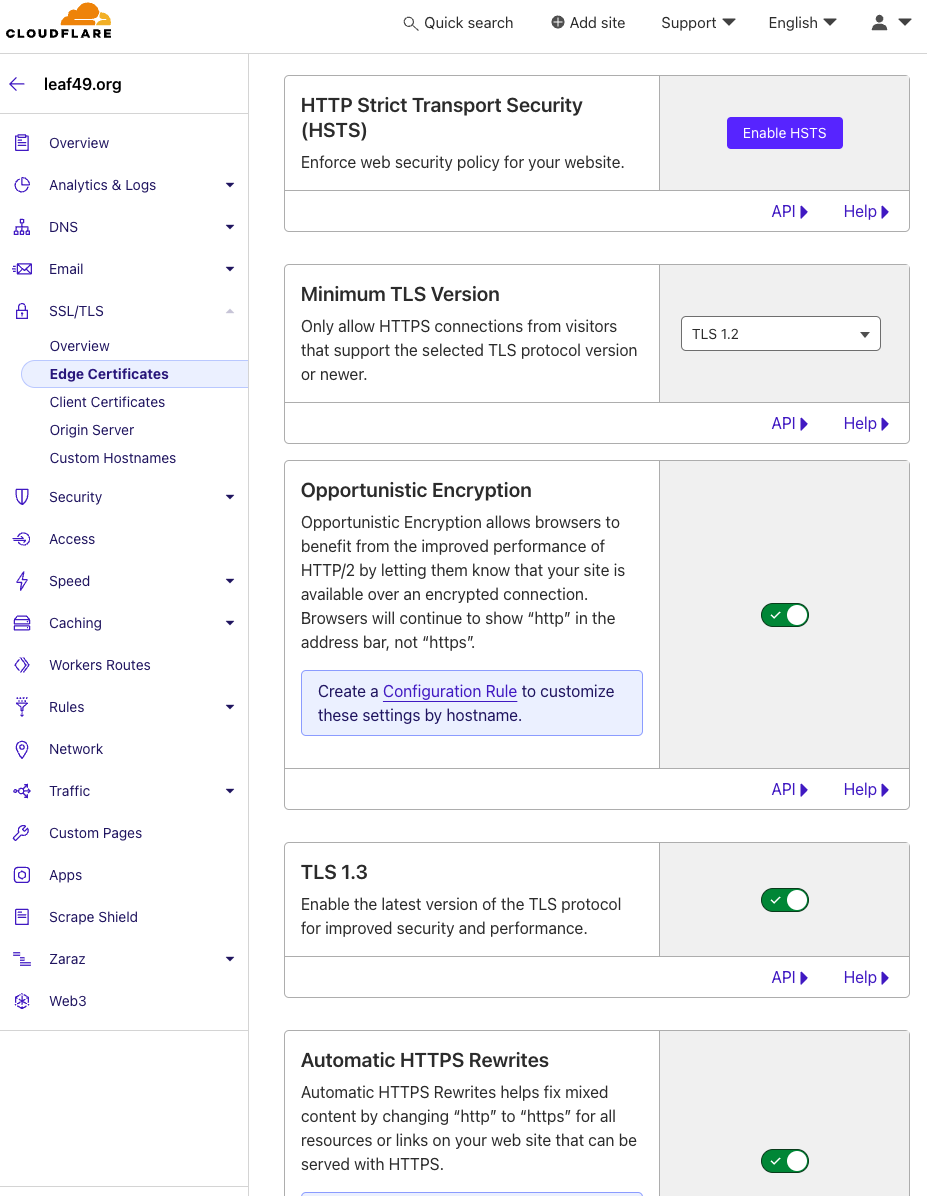 CLOUDFLARE
Quick search
Add site
Support
English
leaf49.org
Overview
Analytics & Logs
DNS
Email
SSL/TLS
Overview
Edge Certificates
Client Certificates
Origin Server
Custom Hostnames
Security
Access
Speed
Caching
Workers Routes
Rules
Network
Traffic
Custom Pages
Apps
Scrape Shield
Zaraz
Web3
HTTP Strict Transport Security
(HSTS)
Enforce web security policy for your website.
Enable HSTS
API
Help
Minimum TLS Version
Only allow HTTPS connections from visitors
that support the selected TLS protocol version
or newer.
TLS 1.2
API
Help
Opportunistic Encryption
Opportunistic Encryption allows browsers to
benefit from the improved performance of
HTTP/2 by letting them know that your site is
available over an encrypted connection.
Browsers will continue to show “http” in the
address bar, not “https”.
Create a Configuration Rule to customize
these settings by hostname.
API
Help
TLS 1.3
Enable the latest version of the TLS protocol
for improved security and performance.
API
Help
Automatic HTTPS Rewrites
Automatic HTTPS Rewrites helps fix mixed
content by changing “http” to “https” for all
resources or links on your web site that can be
served with HTTPS.